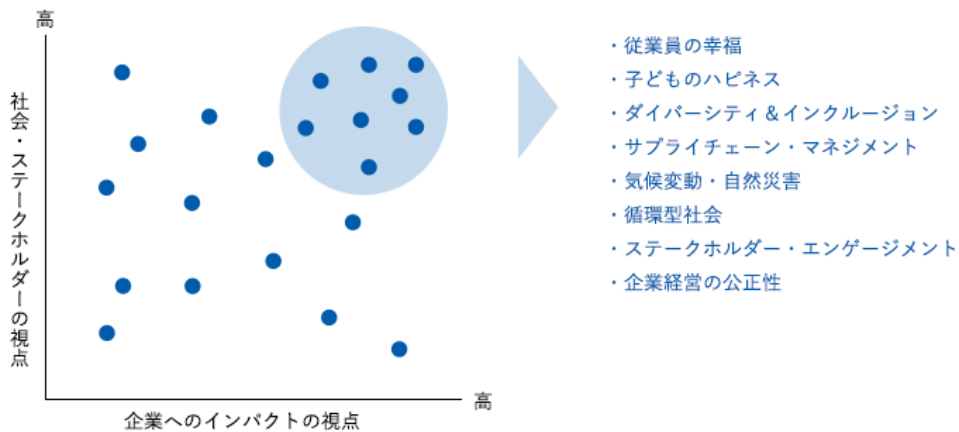 高
社会・ステークホルダーの視点
高
企業へのインパクトの視点
・従業員の幸福
・子どものハピネス
・ダイバーシティ＆インクルージョン
・サプライチェーン・マネジメント
・気候変動・自然災害
・循環型社会
・ステークホルダー・エンゲージメント
・企業経営の公正性